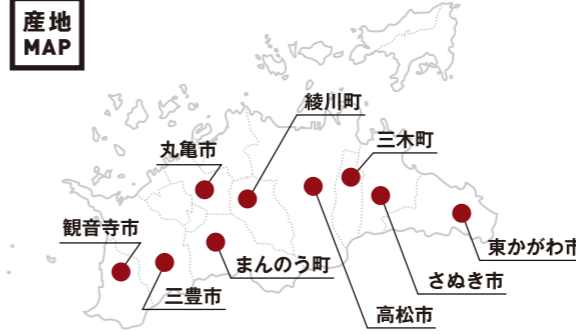 産地
MAP
綾川町
丸亀市
三木町
観音寺市
まんのう町
三豊市
東かがわ市
さぬき市
高松市